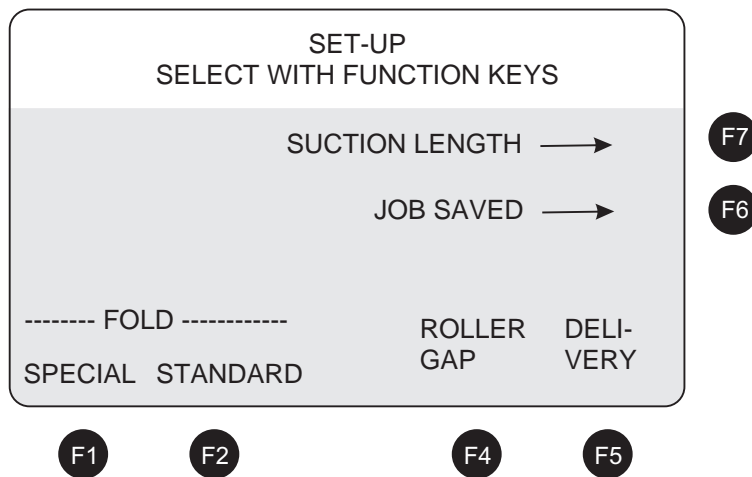 SET-UP
SELECT WITH FUNCTION KEYS
SUCTION LENGTH
F7
JOB SAVED
F6
-------- FOLD ------------
SPECIAL STANDARD
ROLLER
GAP
DELI-
VERY
F1 F2 F4 F5